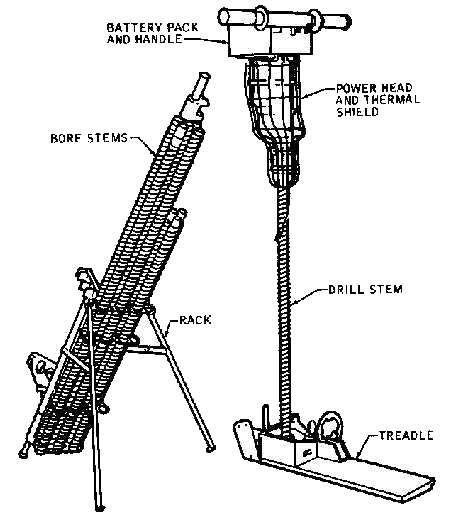 BATTERY PACK
AND HANDLE
POWER HEAD
AND THERMAL
SHIELD
BORE STEMS
DRILL STEM
RACK
TREADLE